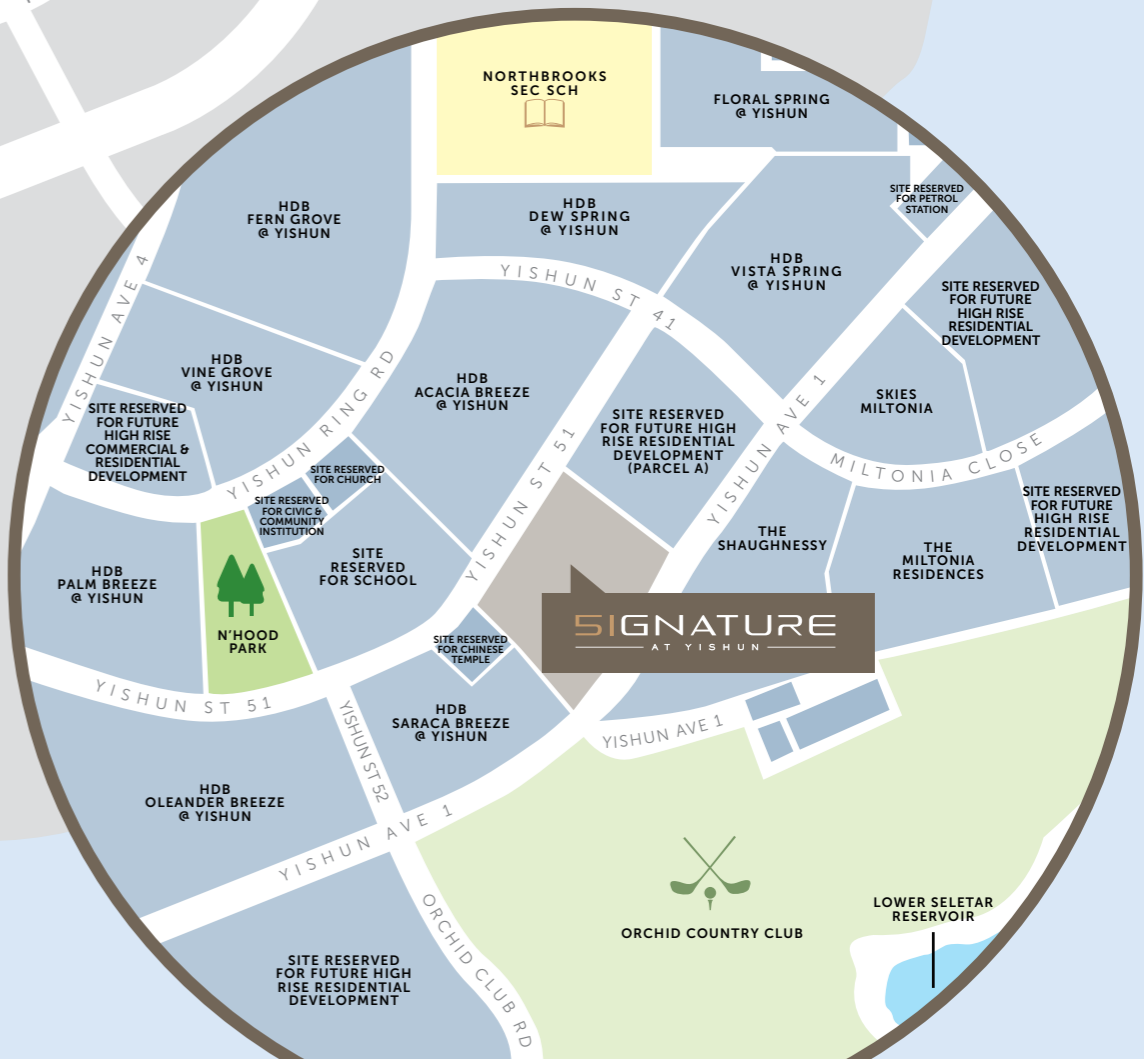 NORTHBROOKS
SEC SCH
FLORAL SPRING
@ YISHUN
SITE RESERVED
FOR PETROL
STATION
HDB
FERN GROVE
@ YISHUN
HDB
DEW SPRING
@ YISHUN
HDB
VISTA SPRING
@ YISHUN
YISHUN AVE 4
YISHUN ST 41
SITE RESERVED
FOR FUTURE
HIGH RISE
RESIDENTIAL
DEVELOPMENT
HDB
VINE GROVE
@ YISHUN
YISHUN RING RD
HDB
ACACIA BREEZE
@ YISHUN
SKIES
MILTONIA
SITE RESERVED
FOR FUTURE
HIGH RISE
COMMERCIAL &
RESIDENTIAL
DEVELOPMENT
SITE RESERVED
FOR FUTURE HIGH
RISE RESIDENTIAL
DEVELOPMENT
(PARCEL A)
YISHUN AVE 1
MILTONIA CLOSE
SITE RESERVED
FOR CHURCH
SITE RESERVED
FOR CIVIC &
COMMUNITY
INSTITUTION
YISHUN ST 51
SITE RESERVED
FOR FUTURE
HIGH RISE
RESIDENTIAL
DEVELOPMENT
THE
SHAUGHNESSY
THE
MILTONIA
RESIDENCES
HDB
PALM BREEZE
@ YISHUN
SITE
RESERVED
FOR SCHOOL
N'HOOD
PARK
SITE RESERVED
FOR CHINESE
TEMPLE
5IGNATURE
AT YISHUN
YISHUN ST 51
YISHUN ST 52
HDB
SARACA BREEZE
@ YISHUN
YISHUN AVE 1
HDB
OLEANDER BREEZE
@ YISHUN
YISHUN AVE 1
ORCHID CLUB RD
ORCHID COUNTRY CLUB
LOWER SELETAR
RESERVOIR
SITE RESERVED
FOR FUTURE HIGH
RISE RESIDENTIAL
DEVELOPMENT